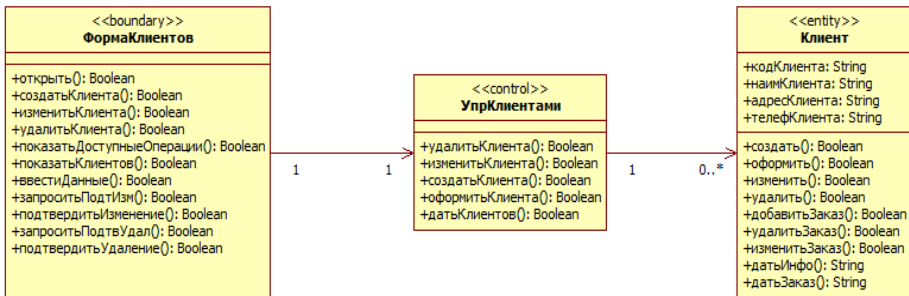 <<boundary>>
ФормаКлиентов
+открыть(): Boolean
+создатьКлиента(): Boolean
+изменитьКлиента(): Boolean
+удалитьКлиента(): Boolean
+показатьДоступныеОперации(): Boolean
+показатьКлиентов(): Boolean
+ввестиДанные(): Boolean
+запроситьПодтИзм(): Boolean
+подтвердитьИзменение(): Boolean
+запроситьПодтвУдал(): Boolean
+подтвердитьУдаление(): Boolean
1
1
<<control>>
УпрКлиентами
+удалитьКлиента(): Boolean
+изменитьКлиента(): Boolean
+создатьКлиента(): Boolean
+оформитьКлиента(): Boolean
+датьКлиентов(): Boolean
1
0..*
<<entity>>
Клиент
+кодКлиента: String
+наимКлиента: String
+адресКлиента: String
+телефКлиента: String
+создать(): Boolean
+оформить(): Boolean
+изменить(): Boolean
+удалить(): Boolean
+добавитьЗаказ(): Boolean
+удалитьЗаказ(): Boolean
+изменитьЗаказ(): Boolean
+датьИнфо(): String
+датьЗаказ(): String